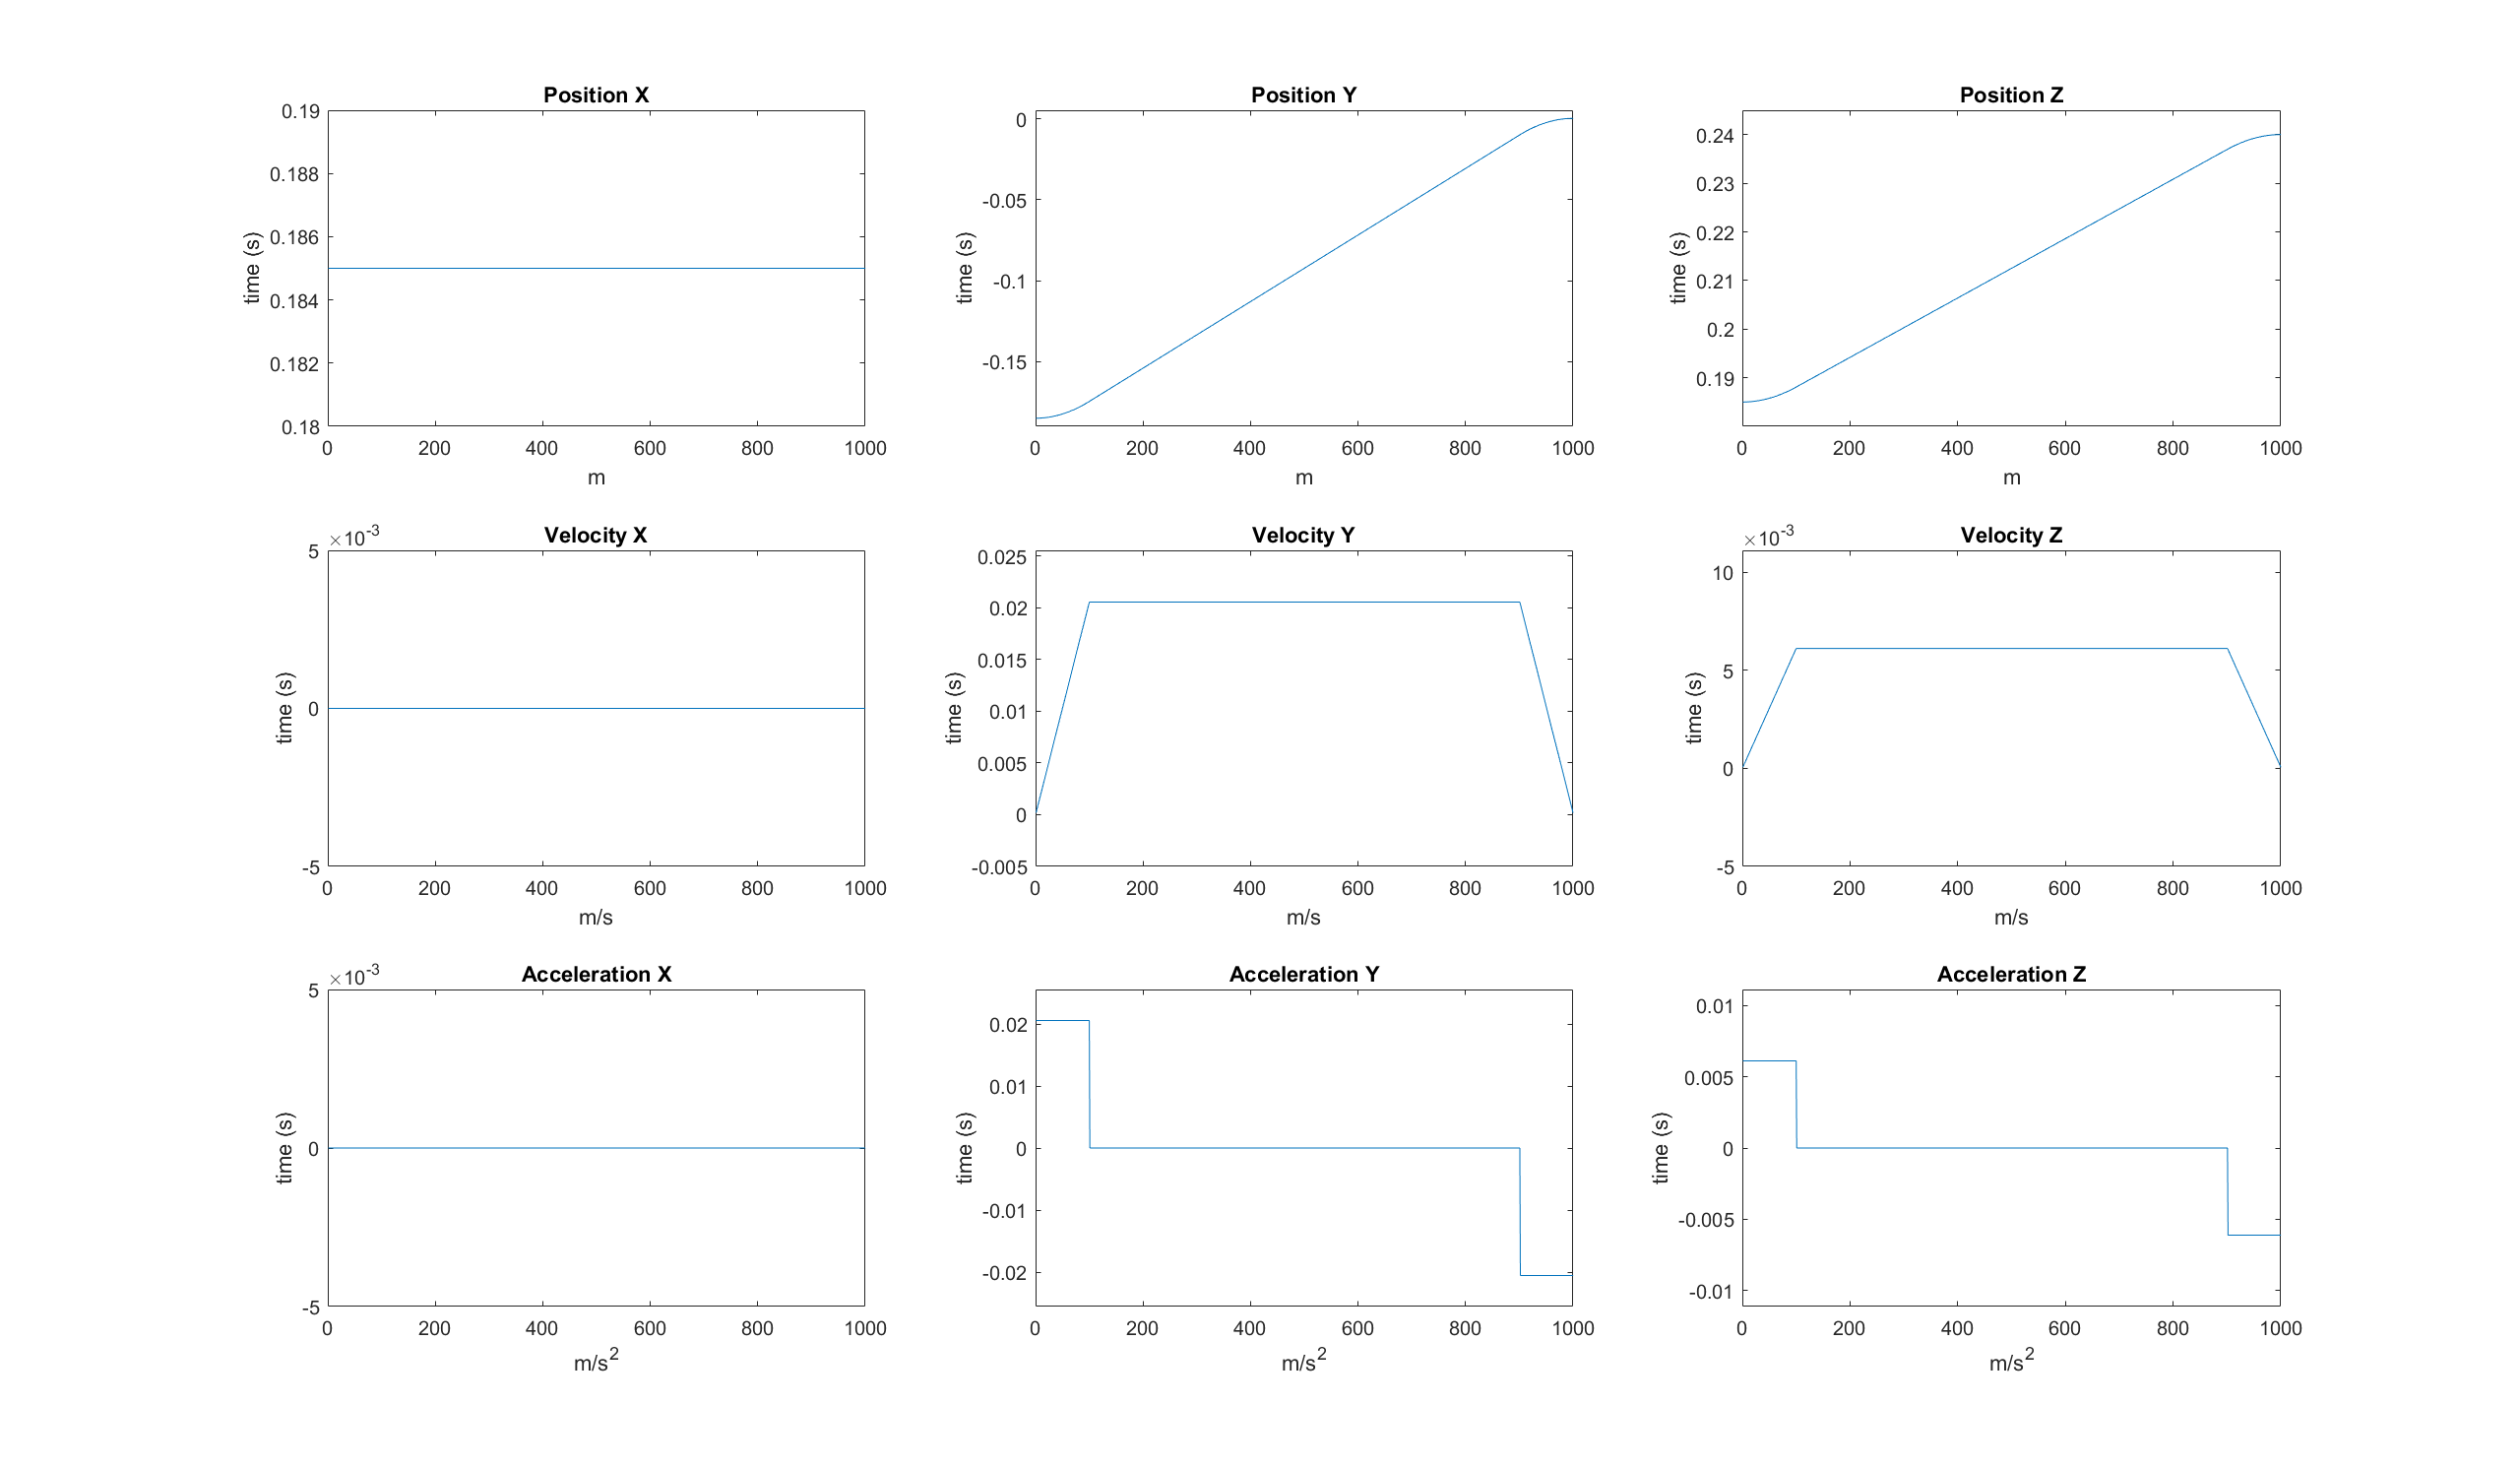 Position X
0.19
0.188
0.186
0.184
0.182
0.18
time (s)
0 200 400 600 800 1000
m
Position Y
0
-0.05
-0.1
-0.15
time (s)
0 200 400 600 800 1000
m
Position Z
0.24
0.23
0.22
0.21
0.2
0.19
time (s)
0 200 400 600 800 1000
m
Velocity X
×10-3
5
0
-5
time (s)
0 200 400 600 800 1000
m/s
Velocity Y
0.025
0.02
0.015
0.01
0.005
0
-0.005
time (s)
0 200 400 600 800 1000
m/s
Velocity Z
×10-3
10
5
0
-5
time (s)
0 200 400 600 800 1000
m/s
Acceleration X
×10-3
5
0
-5
time (s)
0 200 400 600 800 1000
m/s2
Acceleration Y
0.02
0.01
0
-0.01
-0.02
time (s)
0 200 400 600 800 1000
m/s2
Acceleration Z
0.01
0.005
0
-0.005
-0.01
time (s)
0 200 400 600 800 1000
m/s2